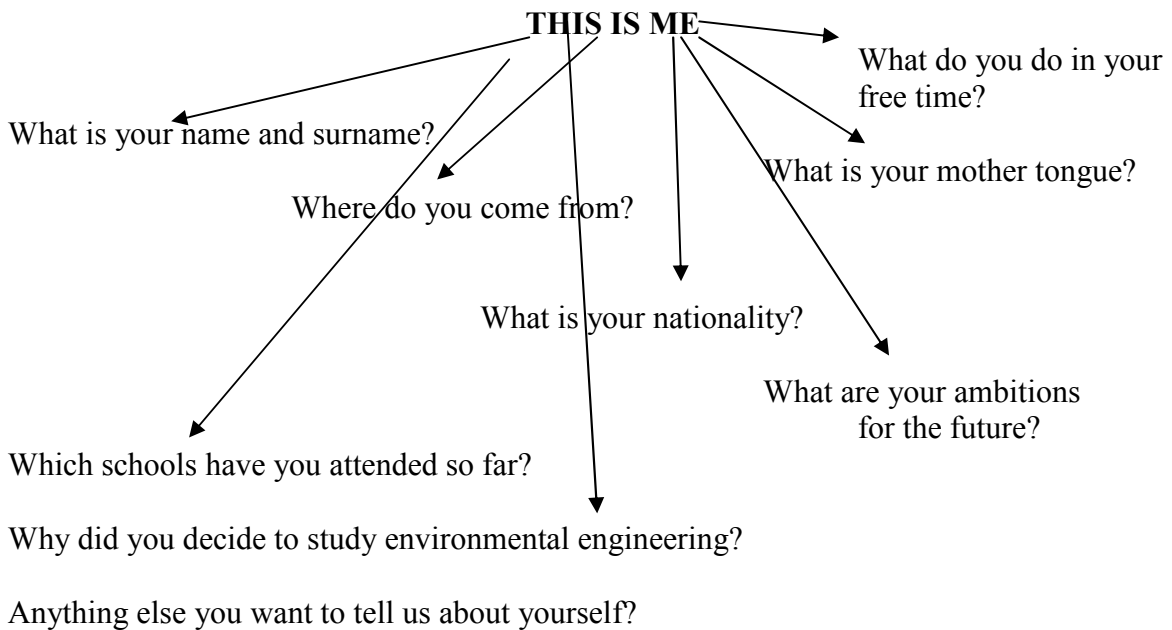 THIS IS ME
What do you do in your
free time?
What is your name and surname?
What is your mother tongue?
Where do you come from?
What is your nationality?
What are your ambitions
for the future?
Which schools have you attended so far?
Why did you decide to study environmental engineering?
Anything else you want to tell us about yourself?